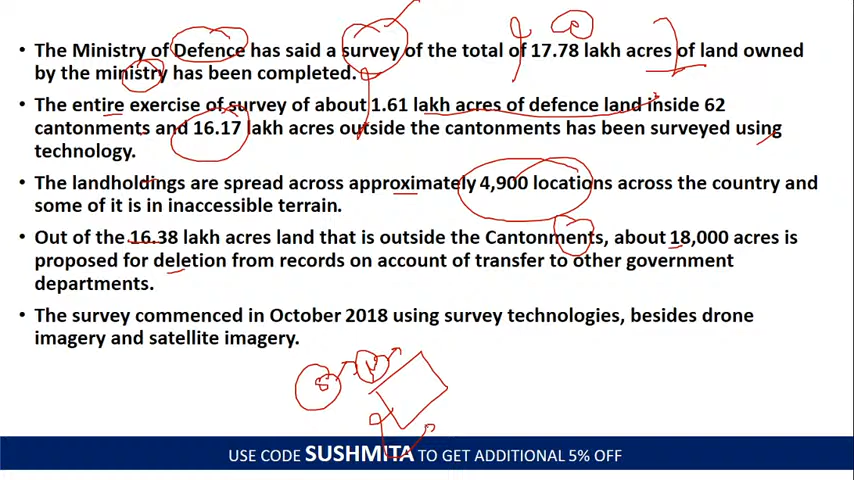 • The Ministry of Defence has said a survey of the total of 17.78 lakh acres of land owned
by the ministry has been completed.
• The entire exercise of survey of about 1.61 lakh acres of defence land inside 62
cantonments and 16.17 lakh acres outside the cantonments has been surveyed using
technology.
• The landholdings are spread across approximately 4,900 locations across the country and
some of it is in inaccessible terrain.
• Out of the 16.38 lakh acres land that is outside the Cantonments, about 18,000 acres is
proposed for deletion from records on account of transfer to other government
departments.
• The survey commenced in October 2018 using survey technologies, besides drone
imagery and satellite imagery.
USE CODE SUSHMITA TO GET ADDITIONAL 5% OFF